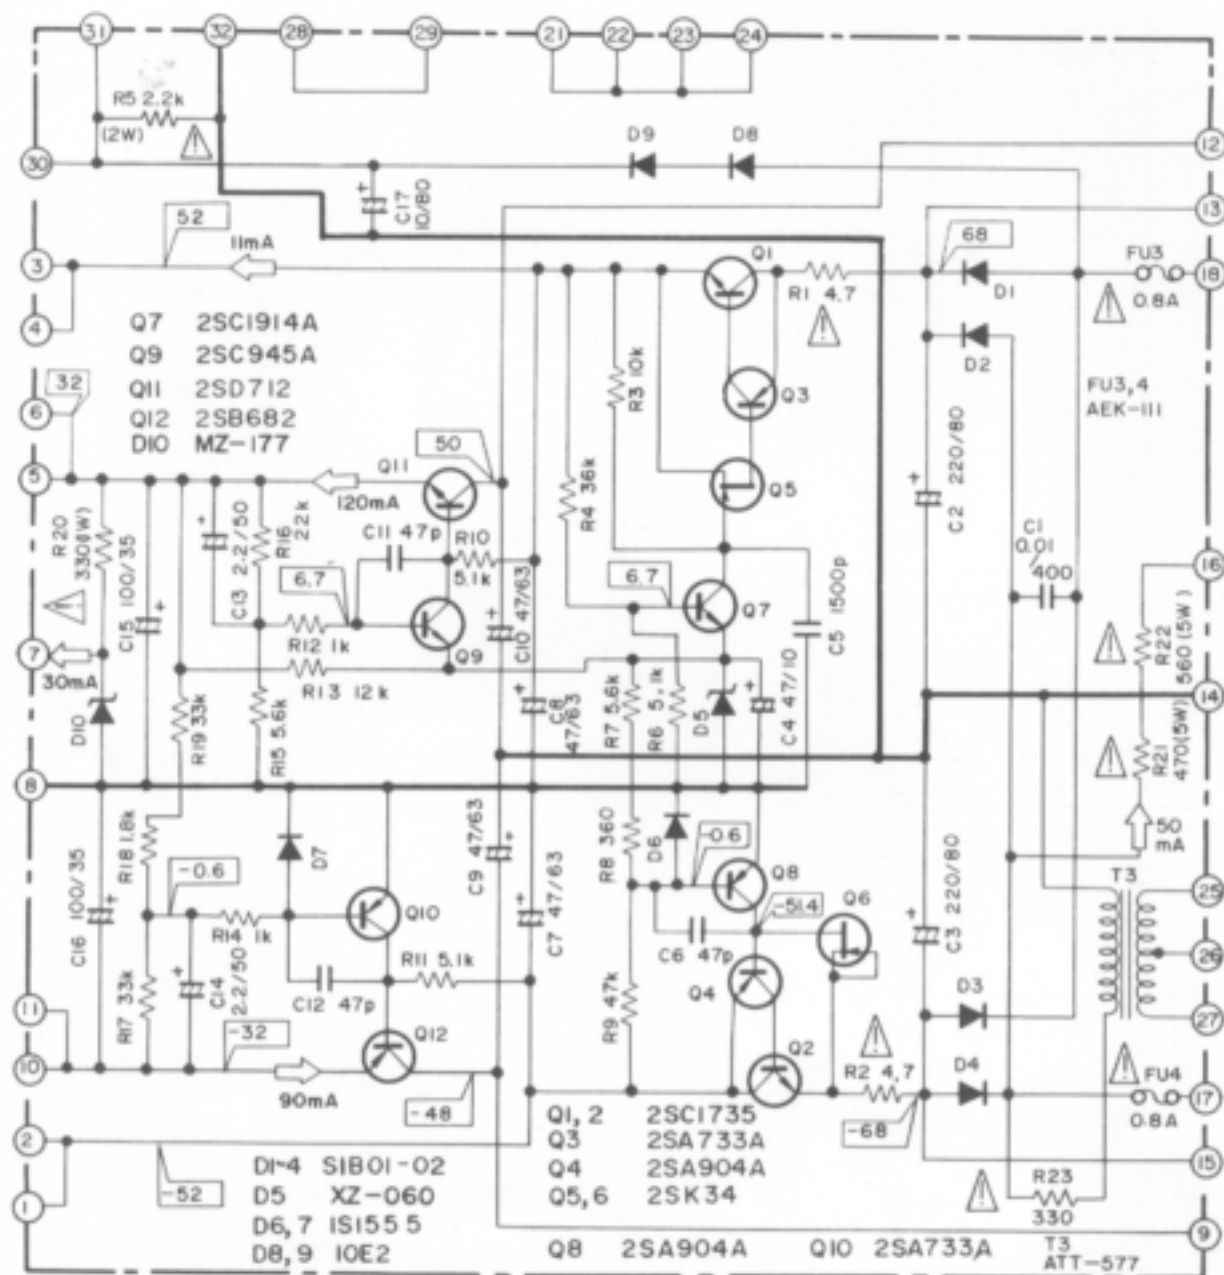 31
32
28
29
21
22
23
24
R5 2.2k
(2W)
30
D9
D8
12
C17
10/80
13
52
11mA
Q1
68
FU3
3
R1 4.7
D1
18
0.8A
4
Q7 2SC1914A
Q9 2SC945A
Q11 2SD712
Q12 2SB682
D10 MZ-177
R3 10k
D2
Q3
FU3,4
AEK-111
32
6
50
Q11
5
120mA
R4 36k
Q5
C2 220/80
R20
330(1W)
C15 100/35
C13 2.2/50
R16
22k
C11 47p
R10
5.1k
C1
0.01
400
16
6.7
6.7
Q7
C5 1500p
R22
560 (5W)
R12 1k
Q9
C10 47/63
7
30mA
R13 12k
D10
R19 33k
R15 5.6k
C8
47/63
R7 5.6k
R6 5.1k
D5
C4 47/10
14
R21
470(5W)
8
R18 1.8k
D7
C9 47/63
C7 47/63
R8 360
D6
-0.6
Q8
50
mA
T3
C16 100/35
-0.6
R14 1k
Q10
-51.4
Q6
C3 220/80
25
C6 47p
26
R17 33k
C14
2.2/50
C12 47p
R11 5.1k
R9 47k
Q4
D3
27
11
-32
Q12
Q2
10
90mA
R2 4.7
D4
FU4
17
0.8A
-48
-68
2
Q1,2 2SC1735
Q3 2SA733A
Q4 2SA904A
Q5,6 2SK34
15
D1-4 S1B01-02
D5 XZ-060
D6,7 1S1555
D8,9 10E2
-52
1
R23
330
9
Q8 2SA904A
Q10 2SA733A
T3
ATT-577